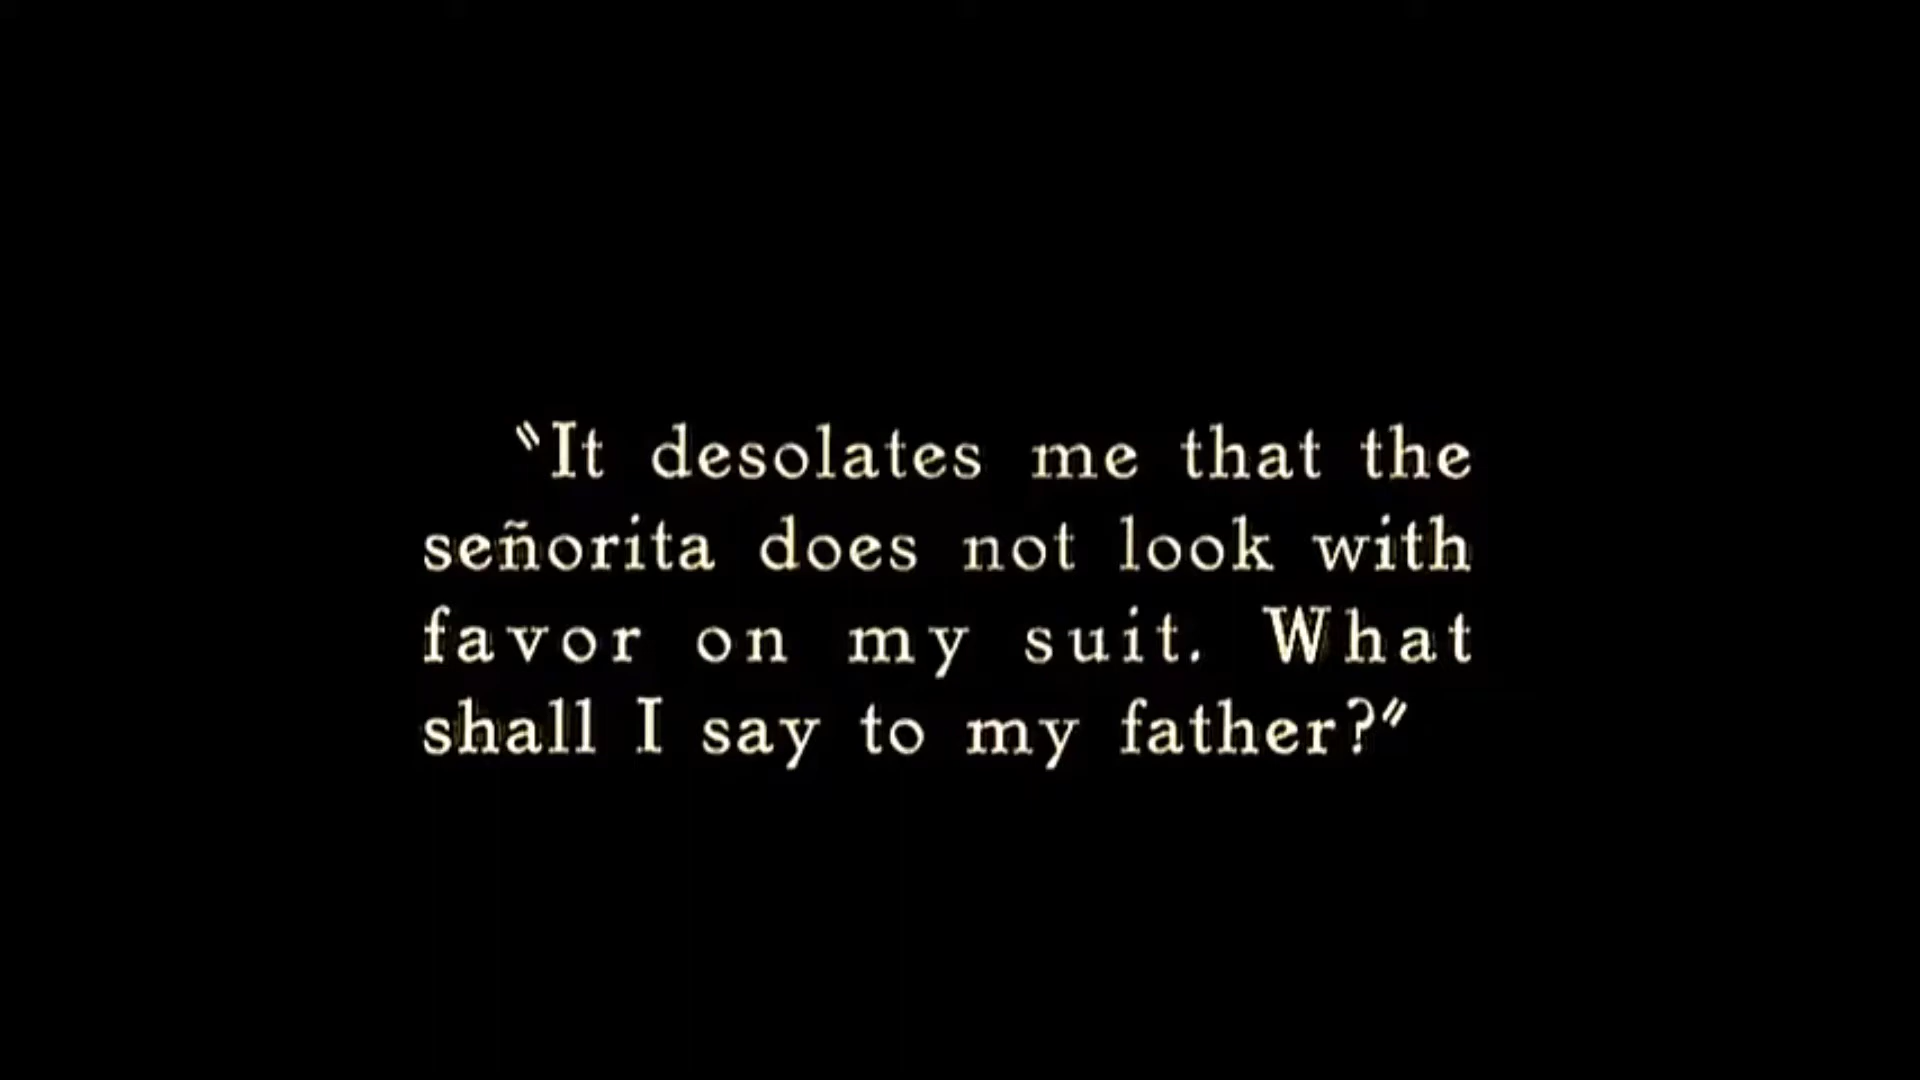 "It desolates me that the
señorita does not look with
favor on my suit. What
shall I say to my father?"